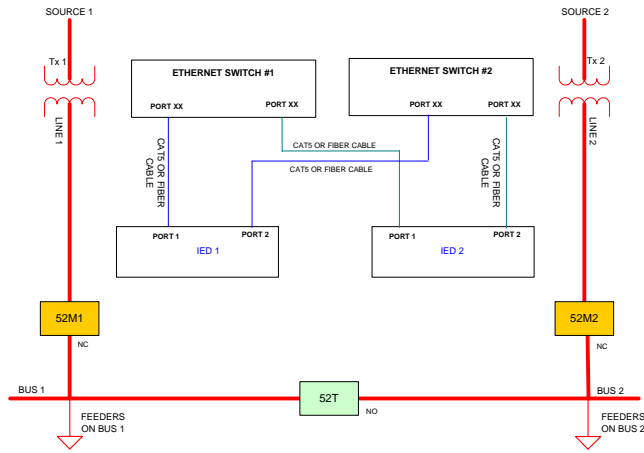 SOURCE 1
SOURCE 2
Tx 1
Tx 2
ETHERNET SWITCH #1
ETHERNET SWITCH #2
PORT XX
PORT XX
PORT XX
PORT XX
LINE 1
LINE 2
CAT5 OR FIBER
CABLE
CAT5 OR FIBER CABLE
CAT5 OR FIBER CABLE
CAT5 OR FIBER
CABLE
PORT 1
PORT 2
IED 1
PORT 1
PORT 2
IED 2
52M1
52M2
NC
NC
BUS 1
52T
BUS 2
NO
FEEDERS
ON BUS 1
FEEDERS
ON BUS 2